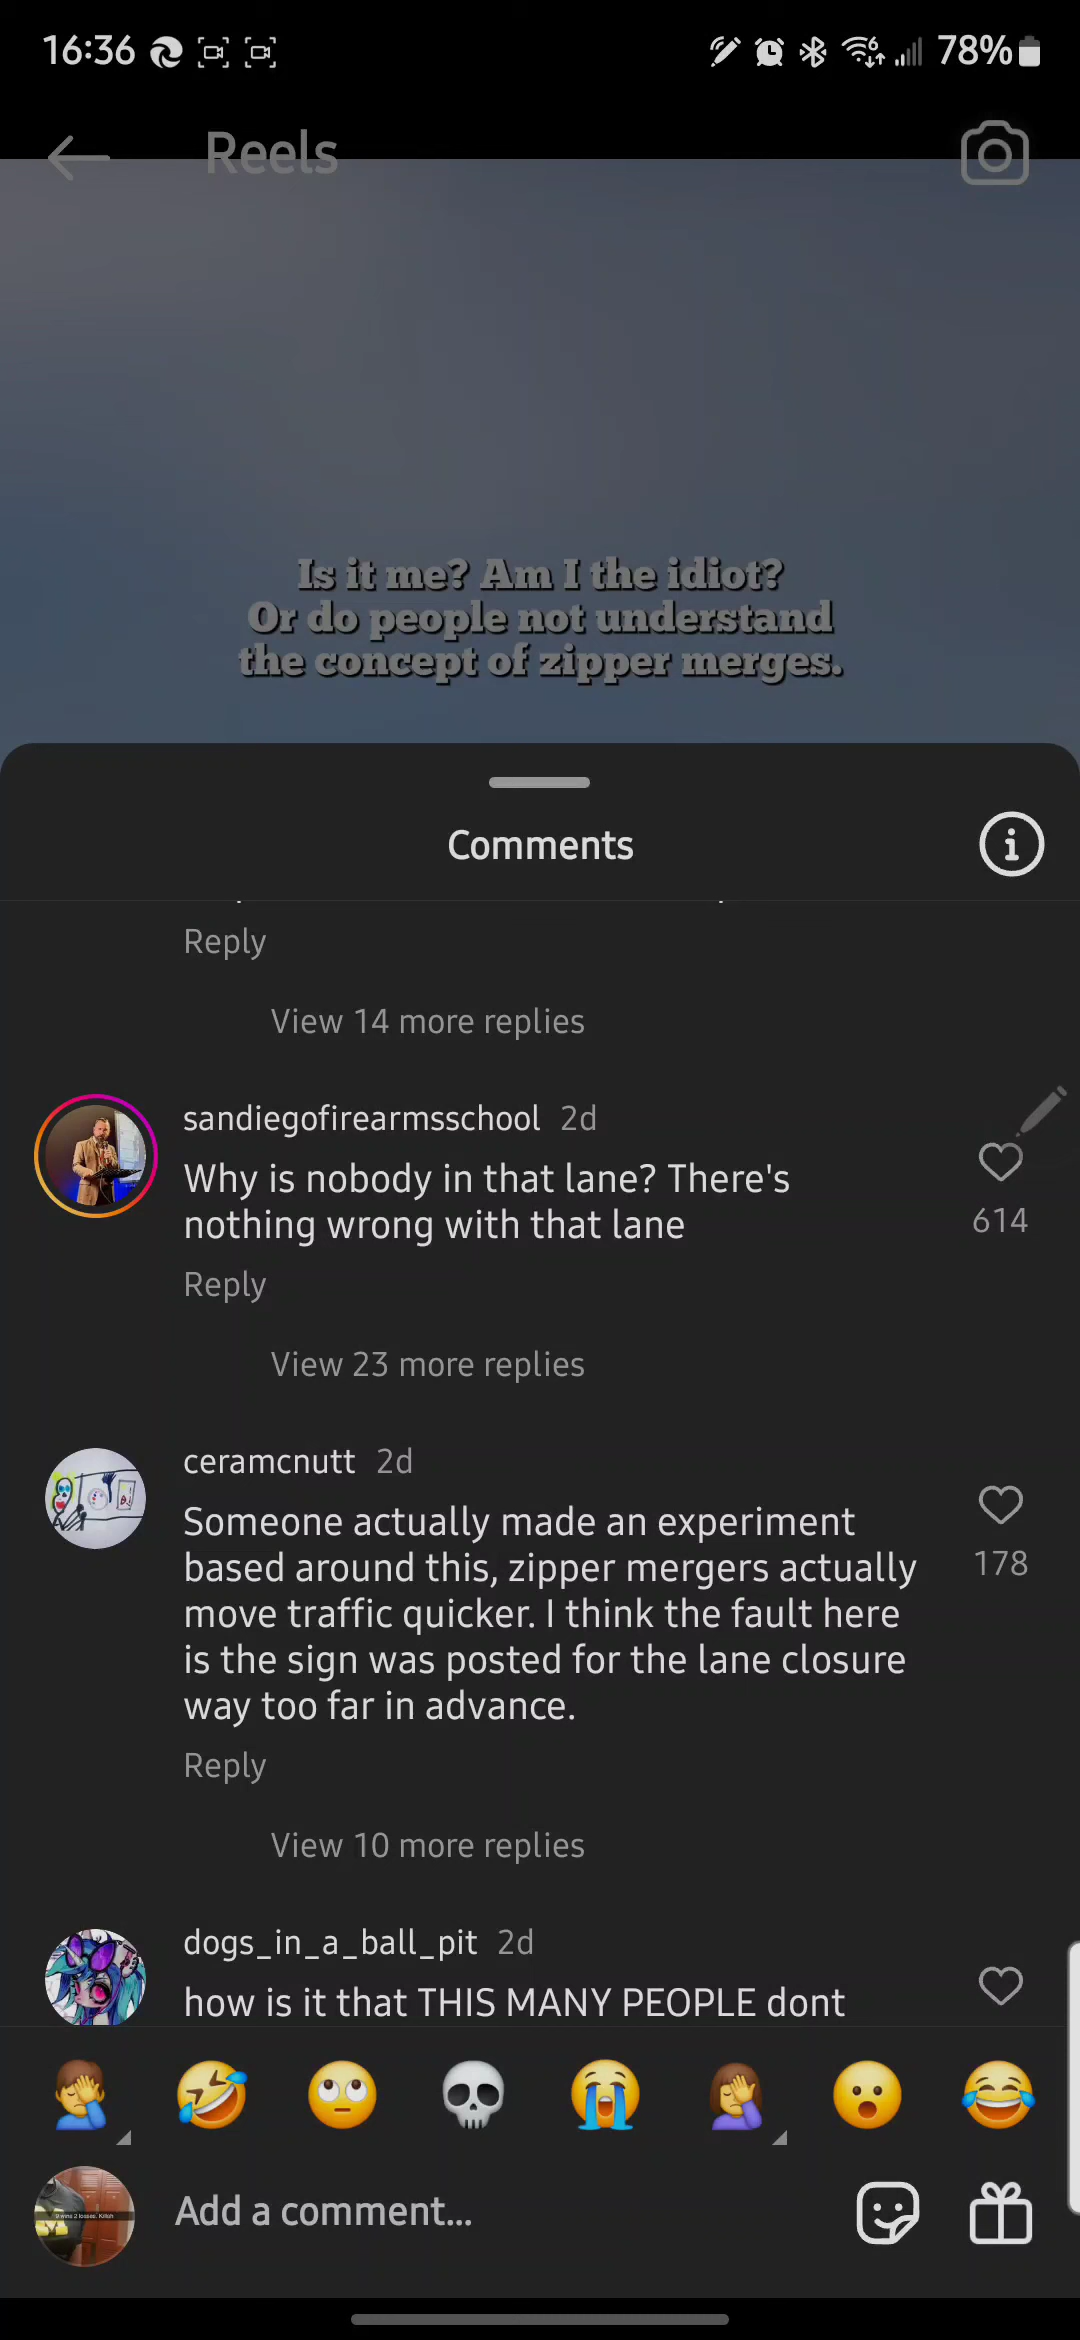 16:36
78%
Reels
Is it me? Am I the idiot?
Or do people not understand
the concept of zipper merges.
Comments
Reply
View 14 more replies
sandiegofirearmsschool 2d
Why is nobody in that lane? There's
nothing wrong with that lane
614
Reply
View 23 more replies
ceramcnutt 2d
Someone actually made an experiment
based around this, zipper mergers actually
move traffic quicker. I think the fault here
is the sign was posted for the lane closure
way too far in advance.
178
Reply
View 10 more replies
dogs_in_a_ball_pit 2d
how is it that THIS MANY PEOPLE dont
Add a comment...